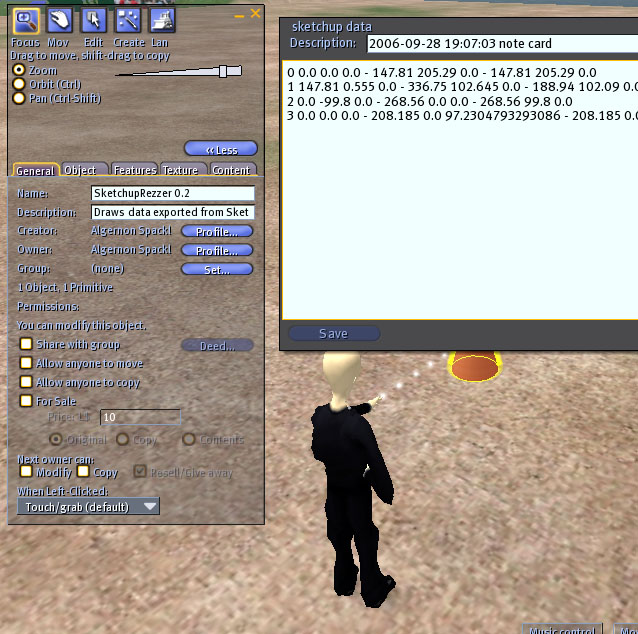 Focus Mov Edit Create Lan
Drag to move, shift-drag to copy
Zoom
Orbit (Ctrl)
Pan (Ctrl-Shift)
<< Less
General Object Features Texture Content
Name: SketchupRezzer 0.2
Description: Draws data exported from Sket
Creator: Algernon Spackl Profile...
Owner: Algernon Spackl Profile...
Group: (none) Set...
1 Object, 1 Primitive
Permissions:
You can modify this object.
Share with group Deed...
Allow anyone to move
Allow anyone to copy
For Sale
Price: L$ 10
Original Copy Contents
Next owner can:
Modify Copy Resell/Give away
When Left-Clicked:
Touch/grab (default)
sketchup data
Description: 2006-09-28 19:07:03 note card
0 0.0 0.0 0.0 - 147.81 205.29 0.0 - 147.81 205.29 0.0
1 147.81 0.555 0.0 - 336.75 102.645 0.0 - 188.94 102.09 0.0
2 0.0 -99.8 0.0 - 268.56 0.0 0.0 - 268.56 99.8 0.0
3 0.0 0.0 0.0 - 208.185 0.0 97.2304793293086 - 208.185 0.0
Save
Music control